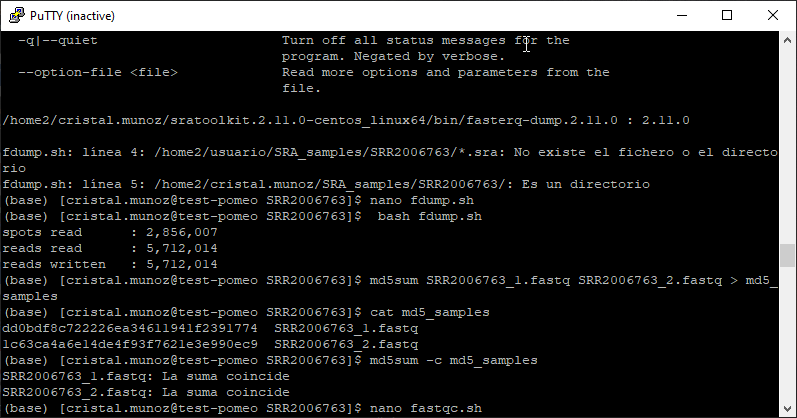 PuTTY (inactive)
-q|--quiet Turn off all status messages for the
program. Negated by verbose.
--option-file <file> Read more options and parameters from the
file.
/home2/cristal.munoz/sratoolkit.2.11.0-centos_linux64/bin/fasterq-dump.2.11.0 : 2.11.0
fdump.sh: línea 4: /home2/usuario/SRA_samples/SRR2006763/*.sra: No existe el fichero o el directo
rio
fdump.sh: línea 5: /home2/cristal.munoz/SRA_samples/SRR2006763/: Es un directorio
(base) [cristal.munoz@test-pomeo SRR2006763]$ nano fdump.sh
(base) [cristal.munoz@test-pomeo SRR2006763]$  bash fdump.sh
spots read      : 2,856,007
reads read      : 5,712,014
reads written   : 5,712,014
(base) [cristal.munoz@test-pomeo SRR2006763]$ md5sum SRR2006763_1.fastq SRR2006763_2.fastq > md5_
samples
(base) [cristal.munoz@test-pomeo SRR2006763]$ cat md5_samples
dd0bdf8c722226ea34611941f2391774  SRR2006763_1.fastq
1c63ca4a6e14de4f93f7621e3e990ec9  SRR2006763_2.fastq
(base) [cristal.munoz@test-pomeo SRR2006763]$ md5sum -c md5_samples
SRR2006763_1.fastq: La suma coincide
SRR2006763_2.fastq: La suma coincide
(base) [cristal.munoz@test-pomeo SRR2006763]$ nano fastqc.sh